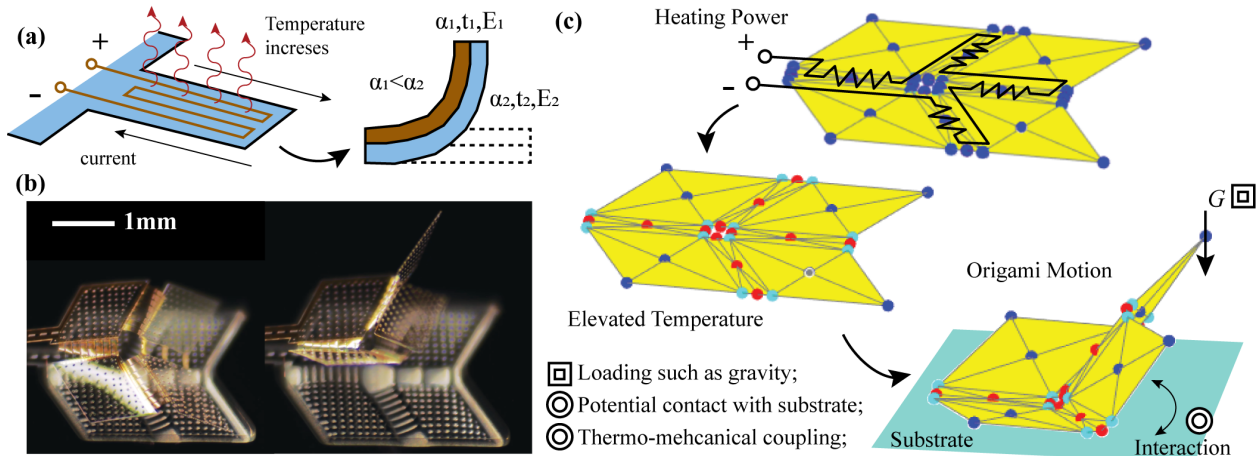 (a)
+
-
current
Temperature
increses
α1<α2
α1,t1,E1
α2,t2,E2
(b)
1mm
(c)
Heating Power
+
-
Elevated Temperature
G
Origami Motion
Substrate
Interaction
Loading such as gravity;
Potential contact with substrate;
Thermo-mehcanical coupling;